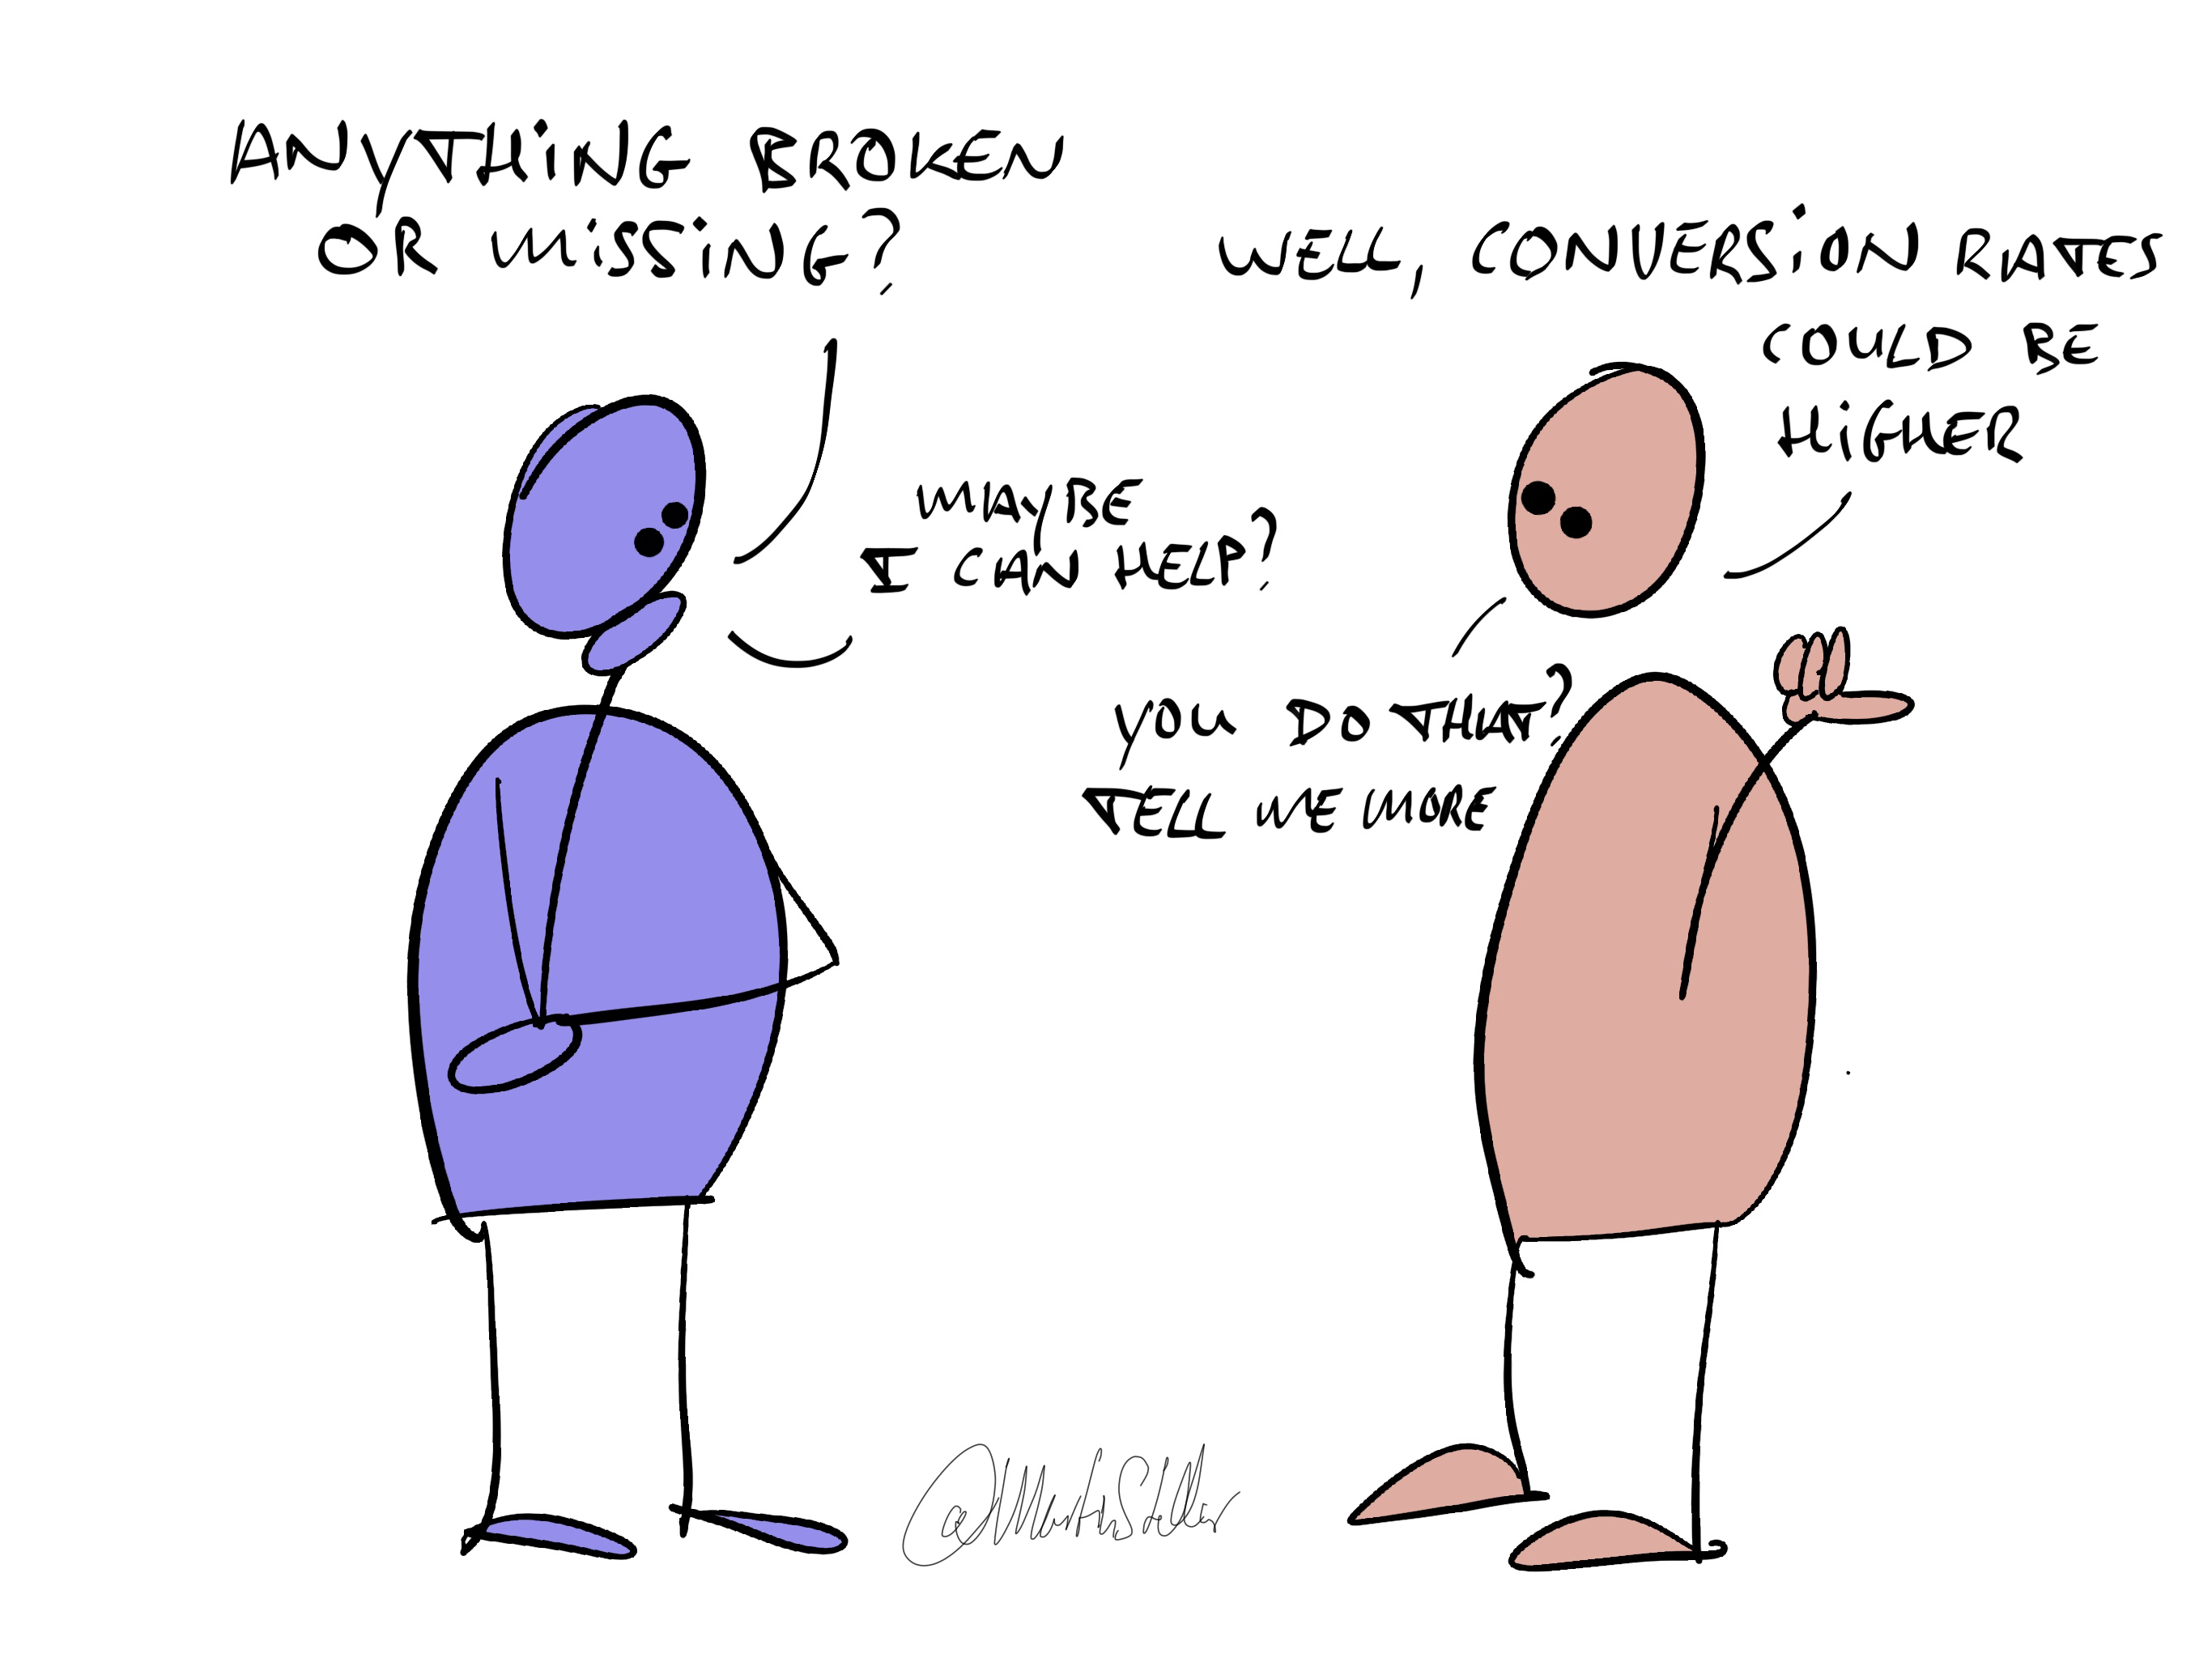 ANYTHING BROKEN
OR MISSING?
WELL, CONVERSION RATES
COULD BE
HIGHER
MAYBE
I CAN HELP?
YOU DO THAT?
TELL ME MORE
@MartinStellar